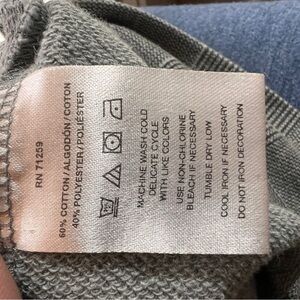 RN 71259
60% COTTON / ALGODÓN / COTON
40% POLYESTER / POLIÉSTER
MACHINE WASH COLD
DELICATE CYCLE
WITH LIKE COLORS
USE NON-CHLORINE
BLEACH IF NECESSARY
TUMBLE DRY LOW
COOL IRON IF NECESSARY
DO NOT IRON DECORATION